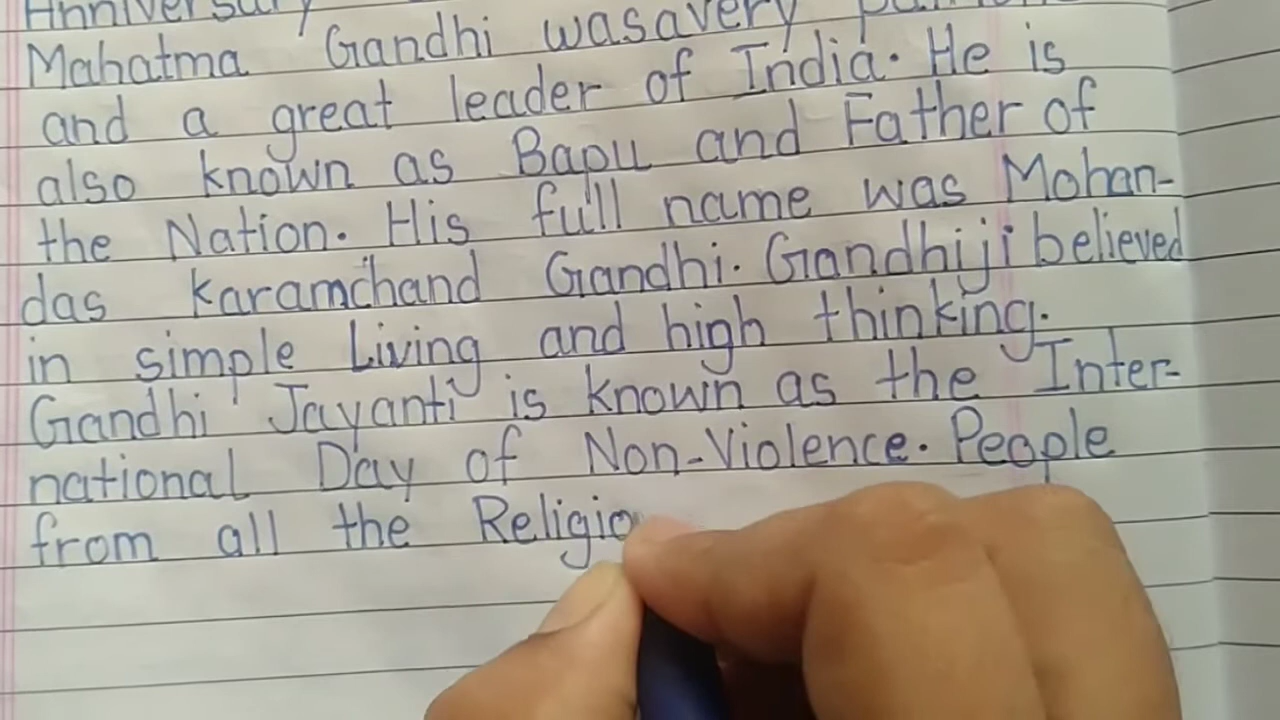 Anniversary
Mahatma Gandhi wasavery
and a great leader of India. He is
also known as Bapu and Father of
the Nation. His full name was Mohan-
das Karamchand Gandhi. Gandhiji believed
in simple Living and high thinking.
Gandhi Jayanti is known as the Inter-
national Day of Non-Violence. People
from all the Religio